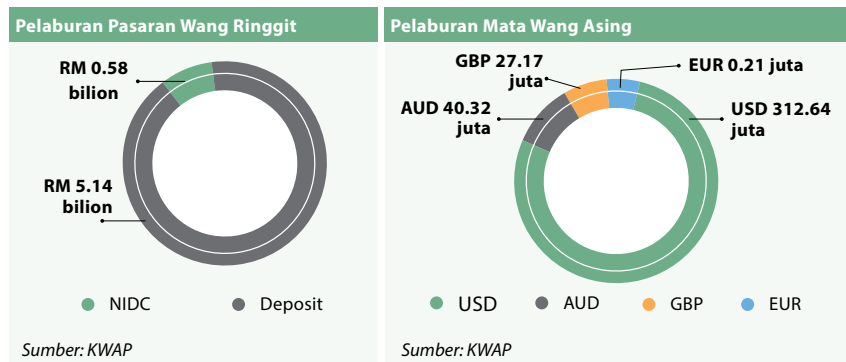 Pelaburan Pasaran Wang Ringgit
RM 0.58
bilion
RM 5.14
bilion
NIDC
Deposit
Sumber: KWAP
Pelaburan Mata Wang Asing
GBP 27.17
juta
EUR 0.21 juta
AUD 40.32
juta
USD 312.64
juta
USD
AUD
GBP
EUR
Sumber: KWAP